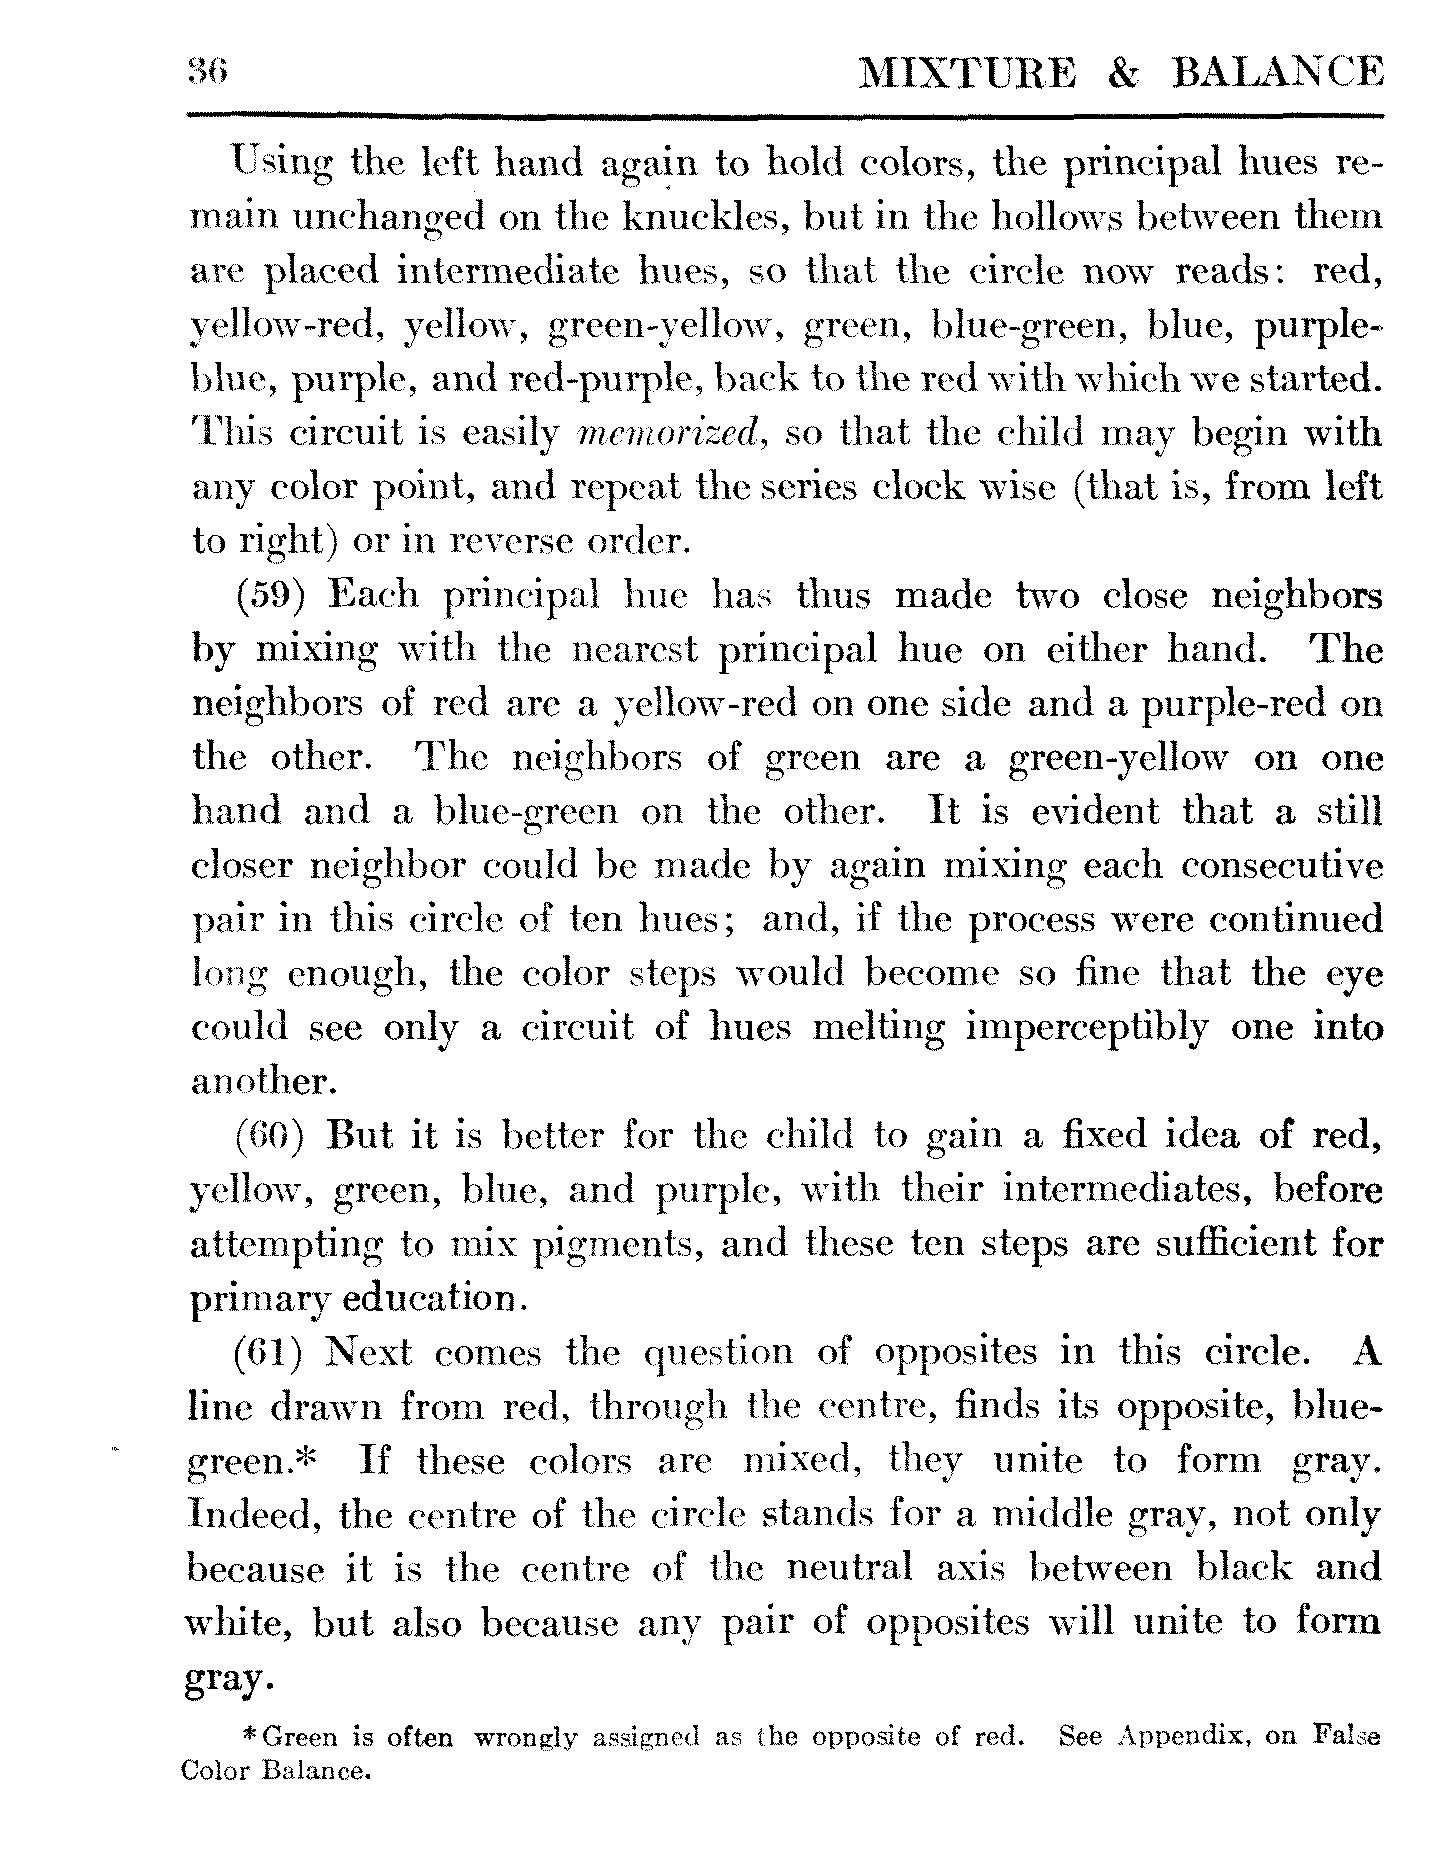 36 MIXTURE & BALANCE
Using the left hand again to hold colors, the principal hues re-
main unchanged on the knuckles, but in the hollows between them
are placed intermediate hues, so that the circle now reads: red,
yellow-red, yellow, green-yellow, green, blue-green, blue, purple-
blue, purple, and red-purple, back to the red with which we started.
This circuit is easily memorized, so that the child may begin with
any color point, and repeat the series clock wise (that is, from left
to right) or in reverse order.
(59) Each principal hue has thus made two close neighbors
by mixing with the nearest principal hue on either hand. The
neighbors of red are a yellow-red on one side and a purple-red on
the other. The neighbors of green are a green-yellow on one
hand and a blue-green on the other. It is evident that a still
closer neighbor could be made by again mixing each consecutive
pair in this circle of ten hues; and, if the process were continued
long enough, the color steps would become so fine that the eye
could see only a circuit of hues melting imperceptibly one into
another.
(60) But it is better for the child to gain a fixed idea of red,
yellow, green, blue, and purple, with their intermediates, before
attempting to mix pigments, and these ten steps are sufficient for
primary education.
(61) Next comes the question of opposites in this circle. A
line drawn from red, through the centre, finds its opposite, blue-
green.* If these colors are mixed, they unite to form gray.
Indeed, the centre of the circle stands for a middle gray, not only
because it is the centre of the neutral axis between black and
white, but also because any pair of opposites will unite to form
gray.
*Green is often wrongly assigned as the opposite of red. See Appendix, on False
Color Balance.